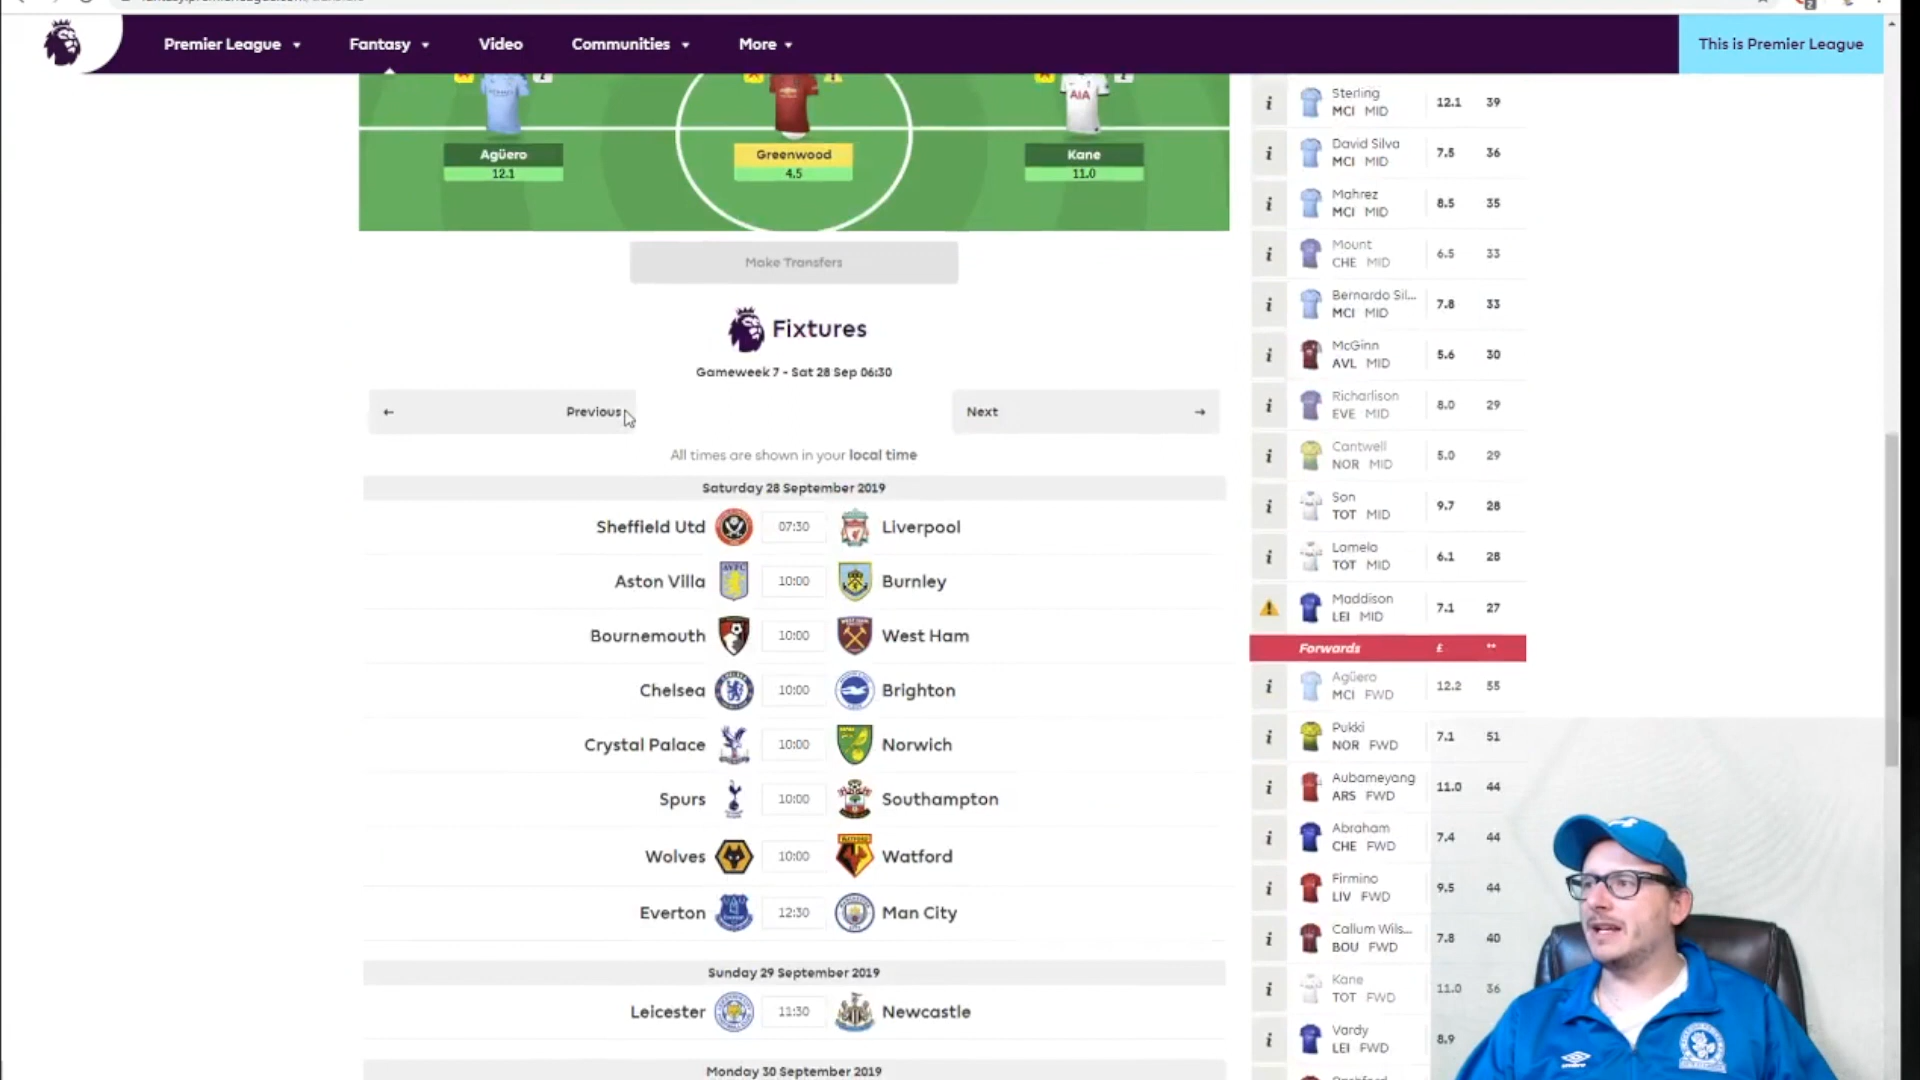 Premier League
Fantasy
Video
Communities
More
This is Premier League
AIA
Agüero
12.1
Greenwood
4.5
Kane
11.0
Make Transfers
Fixtures
Gameweek 7 - Sat 28 Sep 06:30
← Previous
Next →
All times are shown in your local time
Saturday 28 September 2019
Sheffield Utd 07:30 Liverpool
Aston Villa 10:00 Burnley
Bournemouth 10:00 West Ham
Chelsea 10:00 Brighton
Crystal Palace 10:00 Norwich
Spurs 10:00 Southampton
Wolves 10:00 Watford
Everton 12:30 Man City
Sunday 29 September 2019
Leicester 11:30 Newcastle
Monday 30 September 2019
Sterling
MCI MID 12.1 39
David Silva
MCI MID 7.5 36
Mahrez
MCI MID 8.5 35
Mount
CHE MID 6.5 33
Bernardo Sil...
MCI MID 7.8 33
McGinn
AVL MID 5.6 30
Richarlison
EVE MID 8.0 29
Cantwell
NOR MID 5.0 29
Son
TOT MID 9.7 28
Lamela
TOT MID 6.1 28
Maddison
LEI MID 7.1 27
Forwards £ **
Agüero
MCI FWD 12.2 55
Pukki
NOR FWD 7.1 51
Aubameyang
ARS FWD 11.0 44
Abraham
CHE FWD 7.4 44
Firmino
LIV FWD 9.5 44
Callum Wils...
BOU FWD 7.8 40
Kane
TOT FWD 11.0 36
Vardy
LEI FWD 8.9
umbro